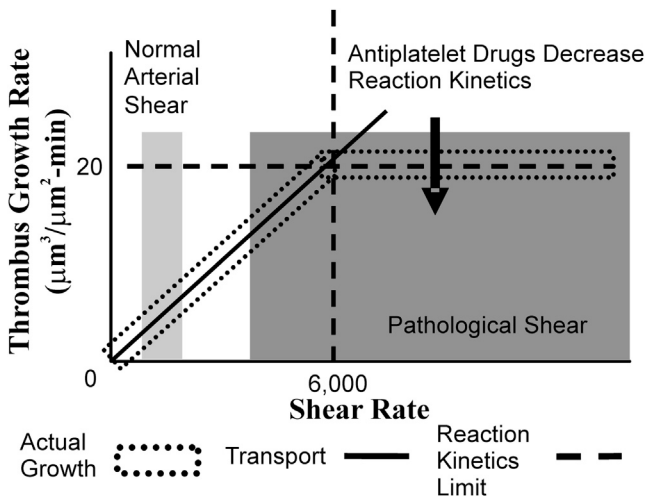 Normal
Arterial
Shear
Antiplatelet Drugs Decrease
Reaction Kinetics
Thrombus Growth Rate
(μm³/μm²-min)
20
Pathological Shear
0
6,000
Shear Rate
Actual
Growth
Transport
Reaction
Kinetics
Limit